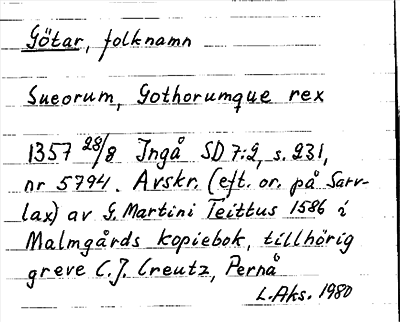 Götar, folknamn
Sueorum, Gothorumque rex
1357 28/8 Ingå SD 7:2, s. 231,
nr 5794. Avskr. (eft. or. på Sarv-
lax) av G. Martini Teittus 1586 i
Malmgårds kopiebok, tillhörig
greve C.J. Creutz, Pernå
L. Aks. 1980